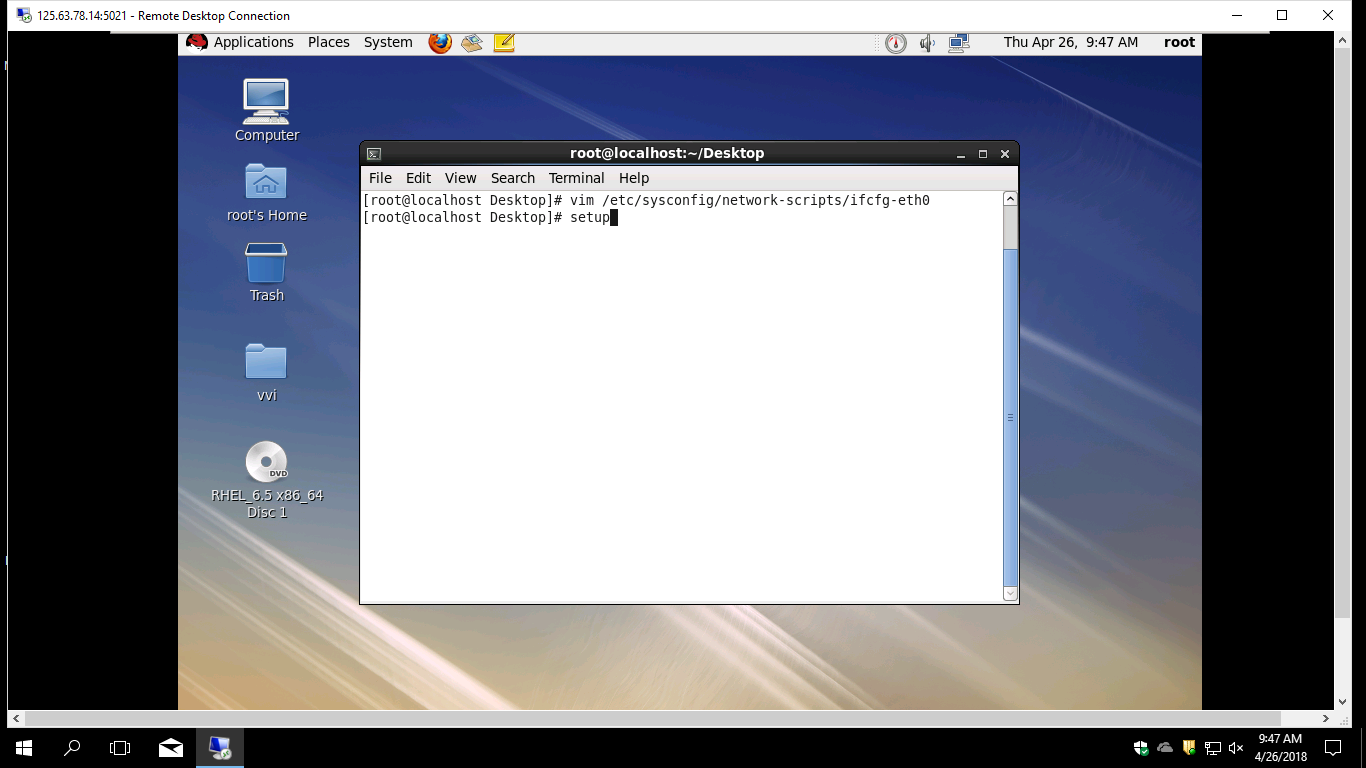 125.63.78.14:5021 - Remote Desktop Connection
Applications Places System Thu Apr 26, 9:47 AM root
Computer
root's Home
Trash
vvi
DVD
RHEL_6.5 x86_64
Disc 1
root@localhost:~/Desktop
File Edit View Search Terminal Help
[root@localhost Desktop]# vim /etc/sysconfig/network-scripts/ifcfg-eth0
[root@localhost Desktop]# setup
9:47 AM
4/26/2018